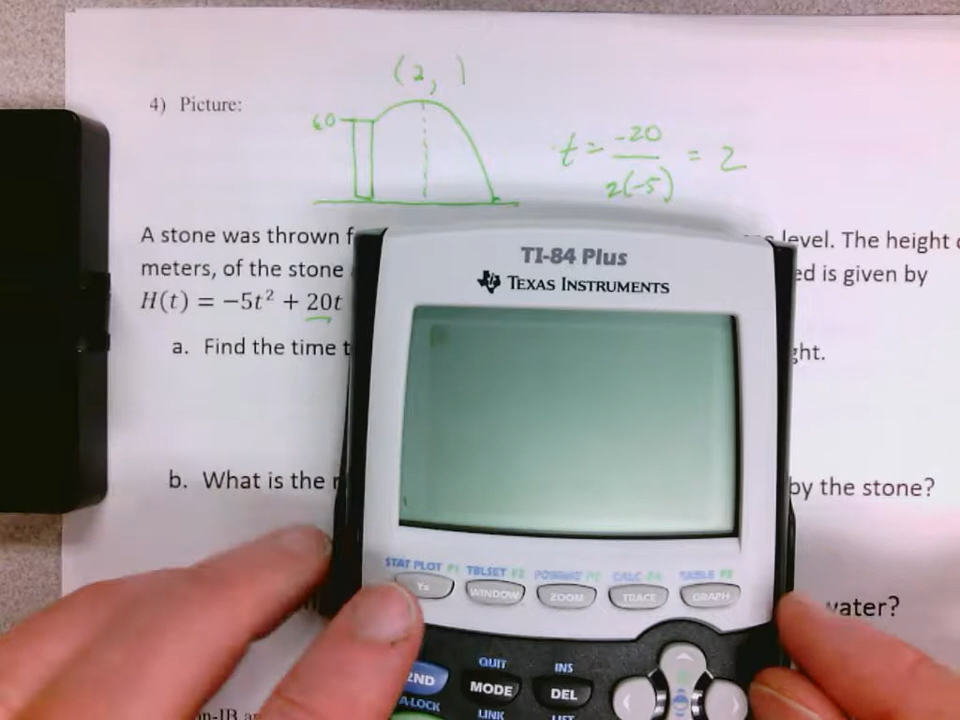 (2, )
4) Picture:
60
t = -20 / 2(-5) = 2
A stone was thrown f
level. The height
meters, of the stone
ed is given by
H(t) = −5t² + 20t
a. Find the time t
ght.
b. What is the
by the stone?
water?
TI-84 Plus
TEXAS INSTRUMENTS
STAT PLOT F1 TBLSET F2 FORMAT F3 CALC F4 TABLE F5
Y= WINDOW ZOOM TRACE GRAPH
QUIT INS
2ND MODE DEL
A-LOCK LINK LIST